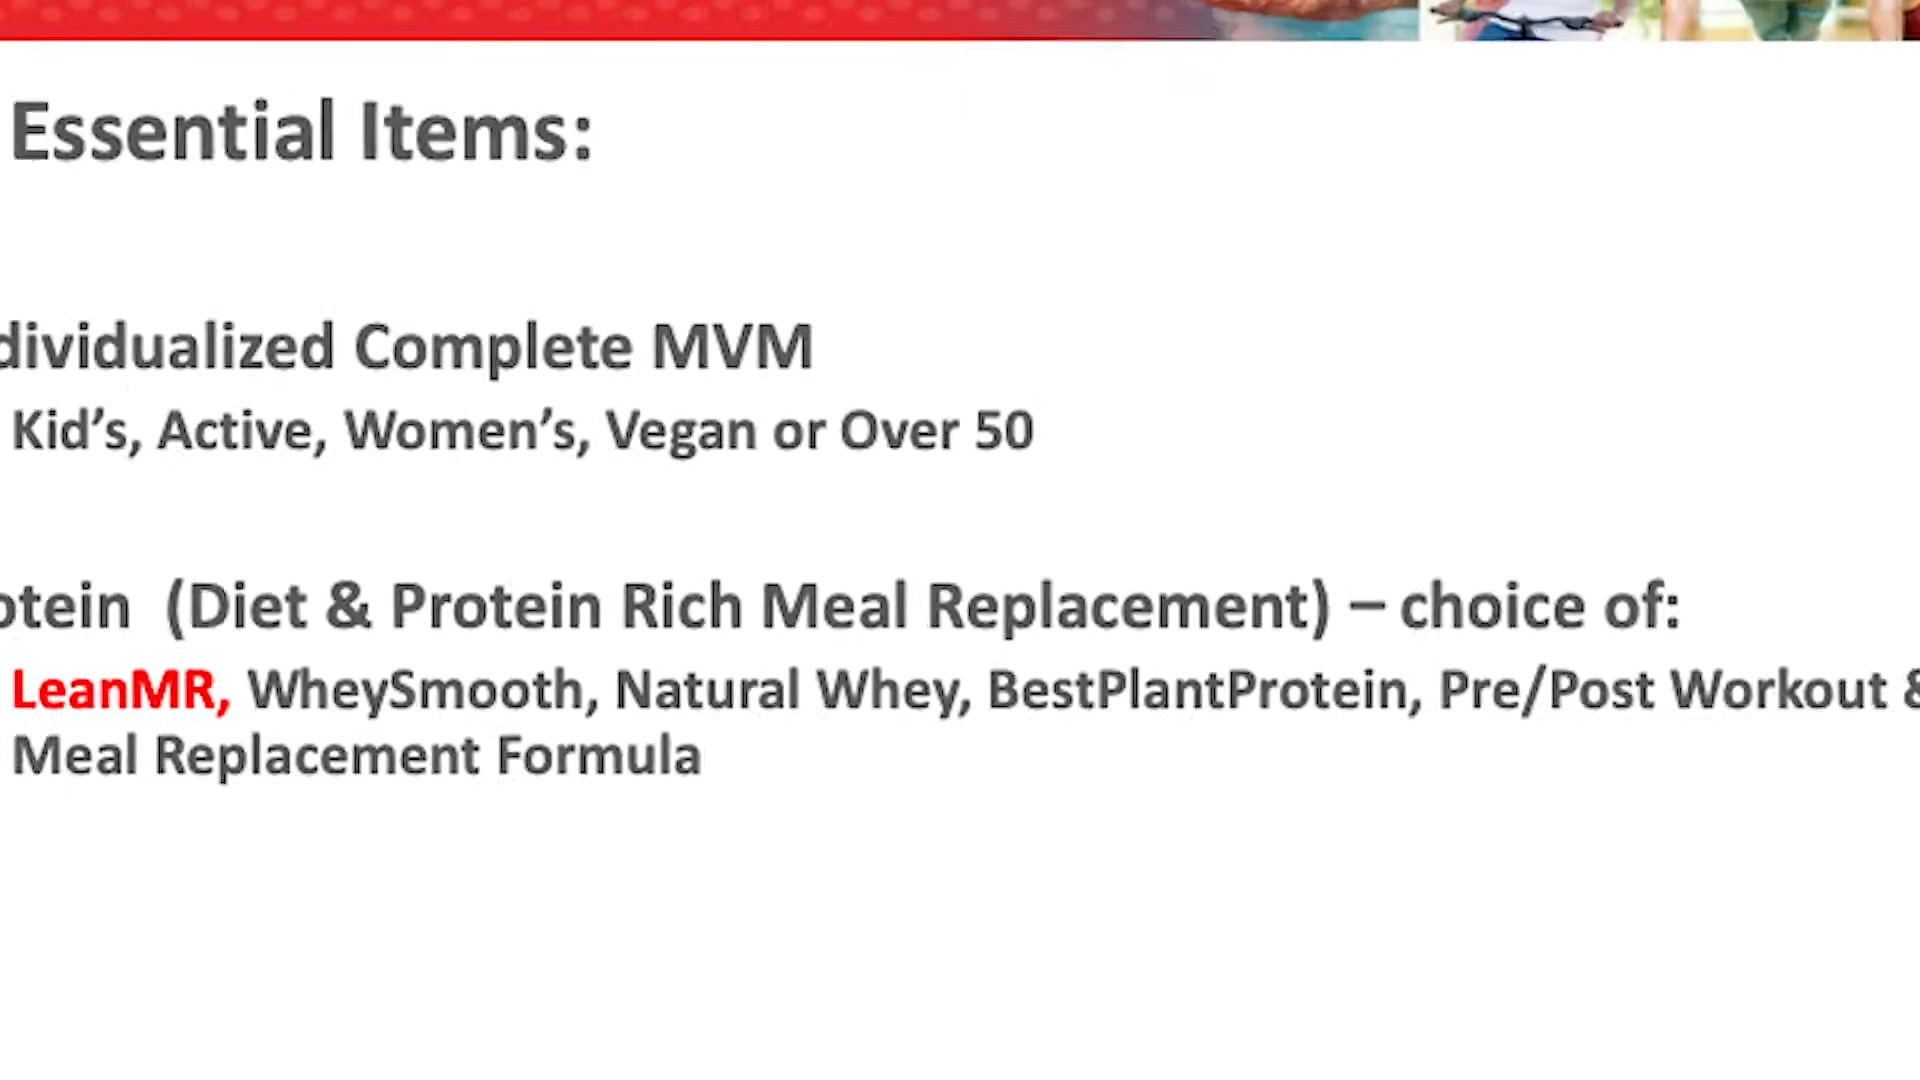 Essential Items:
dividualized Complete MVM
Kid’s, Active, Women’s, Vegan or Over 50
otein (Diet & Protein Rich Meal Replacement) – choice of:
LeanMR, WheySmooth, Natural Whey, BestPlantProtein, Pre/Post Workout &
Meal Replacement Formula